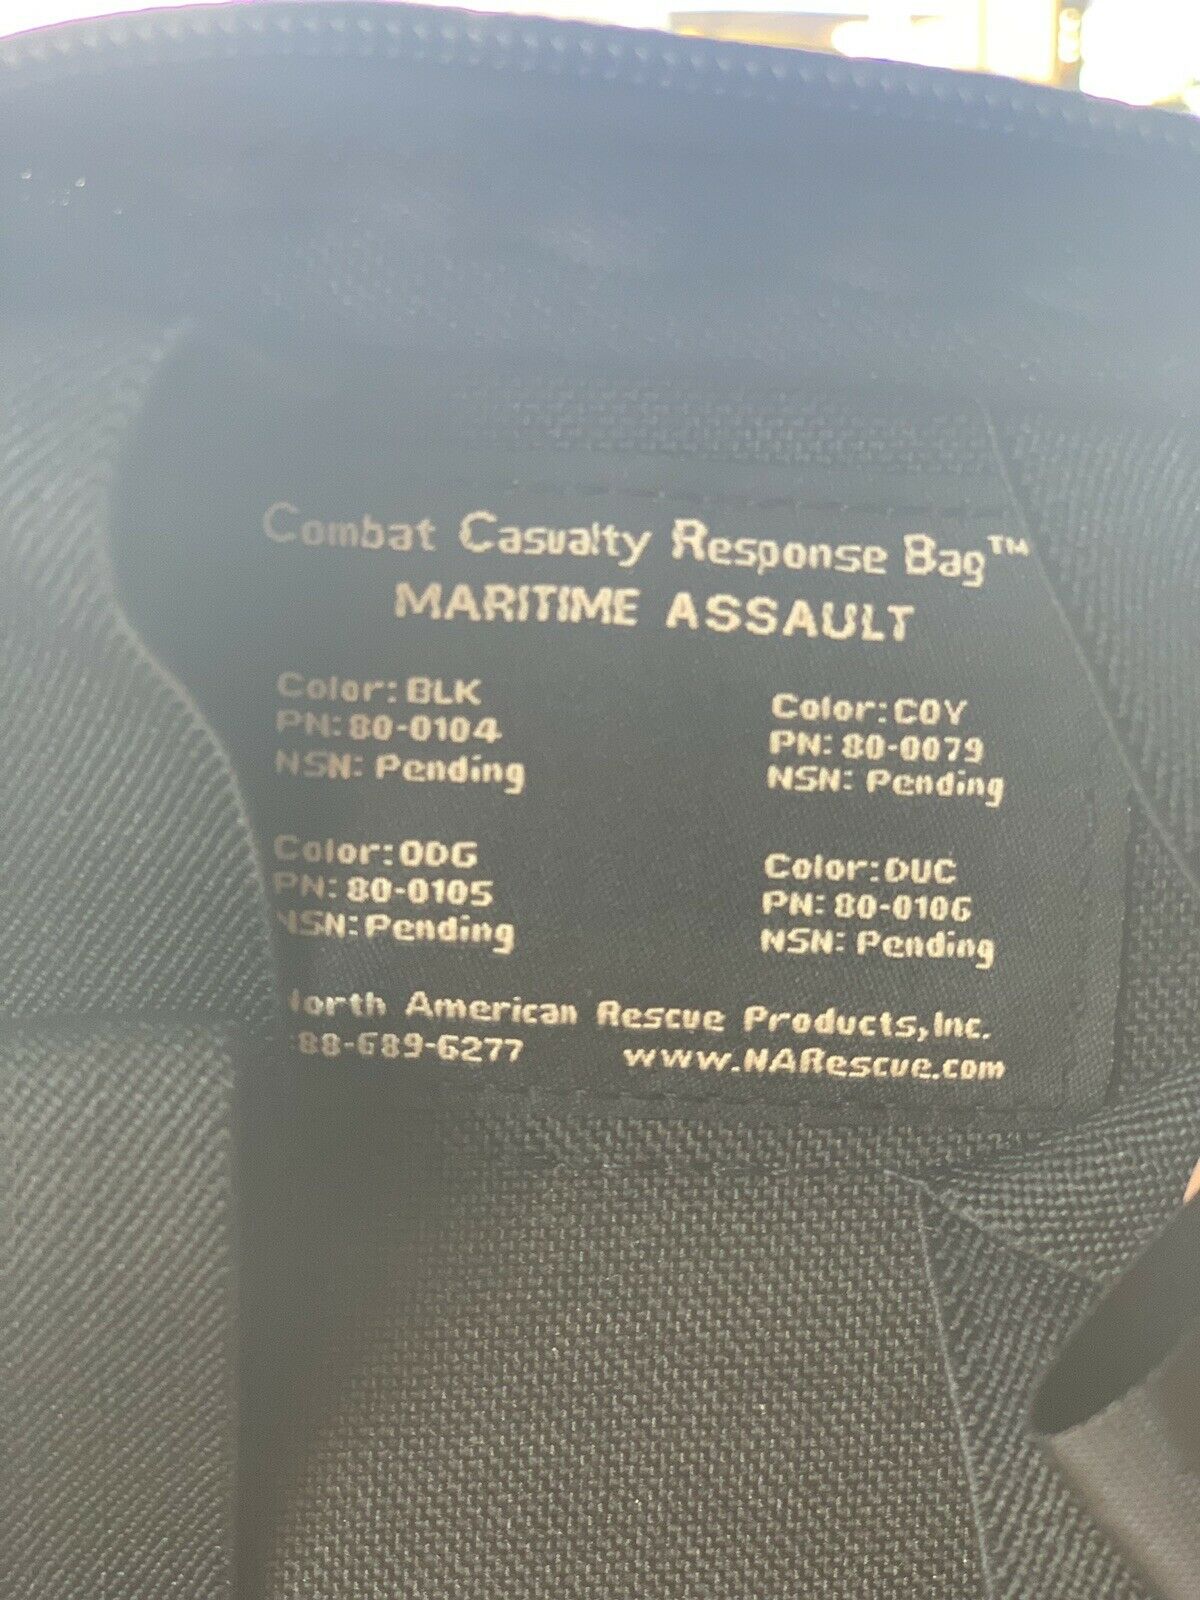 Combat Casualty Response Bag™
MARITIME ASSAULT
Color: BLK
PN: 80-0104
NSN: Pending
Color: COY
PN: 80-0079
NSN: Pending
Color: ODG
PN: 80-0105
NSN: Pending
Color: DUC
PN: 80-0106
NSN: Pending
North American Rescue Products, Inc.
88-689-6277 www.NARescue.com